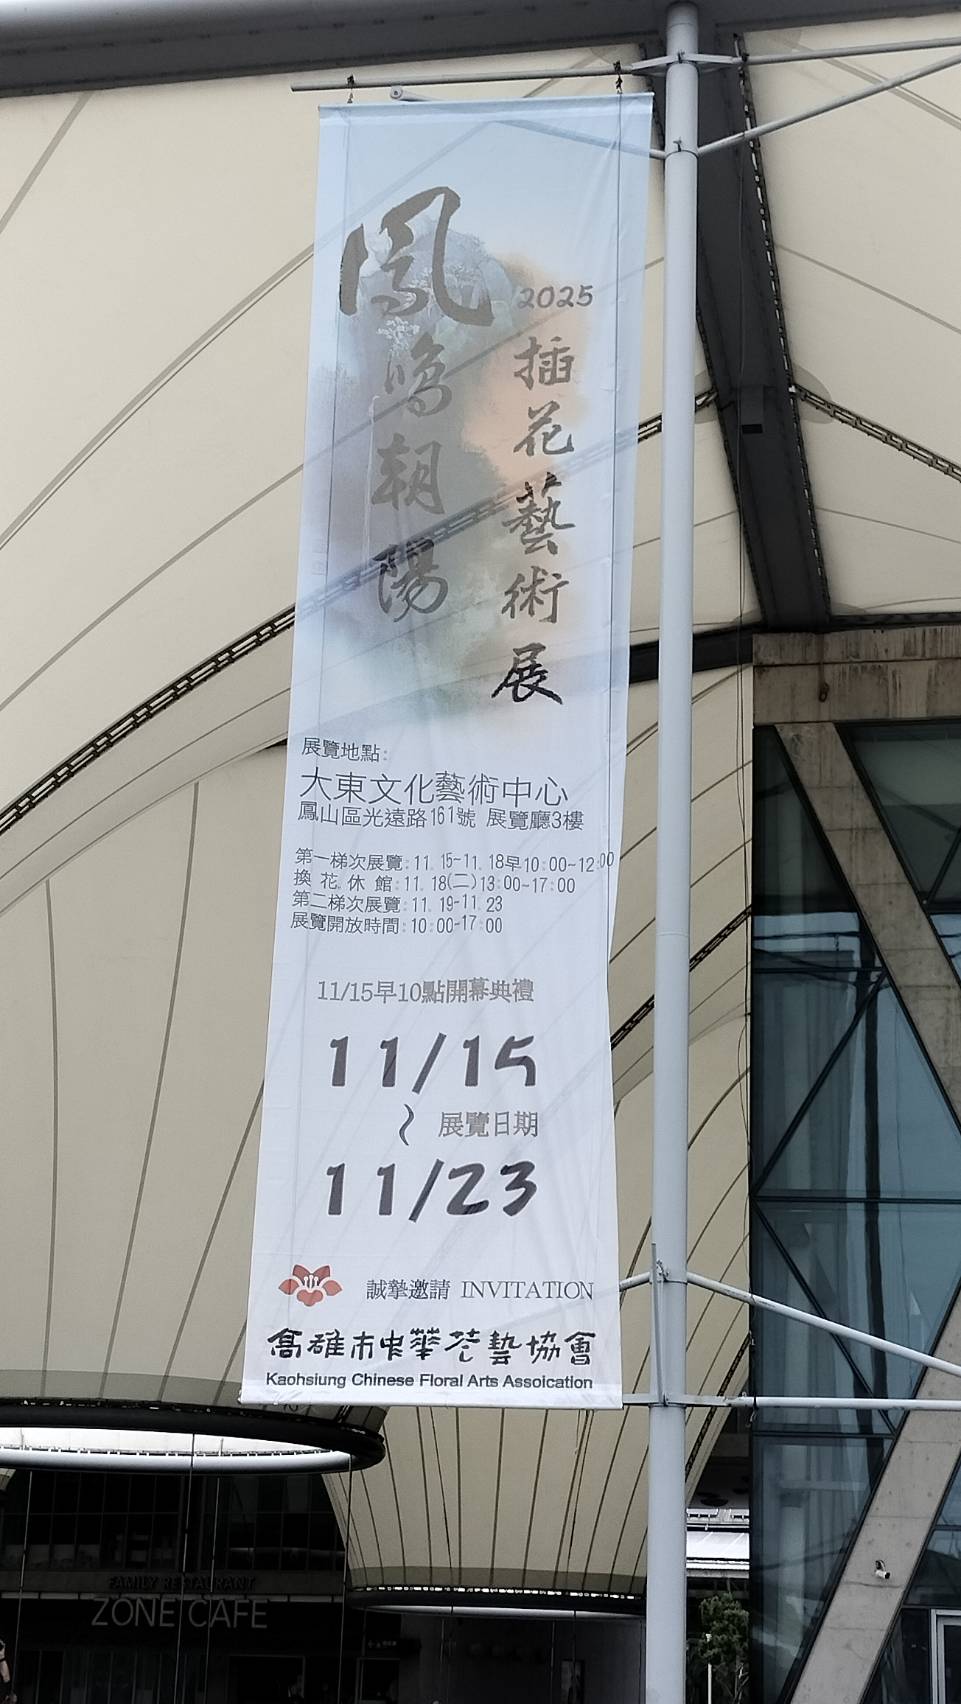 鳳鳴朝陽
2025
插花藝術展
展覽地點:
大東文化藝術中心
鳳山區光遠路161號 展覽廳3樓
第一梯次展覽:11.15~11.18早10:00~12:00
換花休館:11.18(二)13:00~17:00
第二梯次展覽:11.19-11.23
展覽開放時間:10:00-17:00
11/15早10點開幕典禮
11/15
~ 展覽日期
11/23
誠摯邀請 INVITATION
高雄市中華花藝協會
Kaohsiung Chinese Floral Arts Assoication
FAMILY RESTAURANT
ZONE CAFE